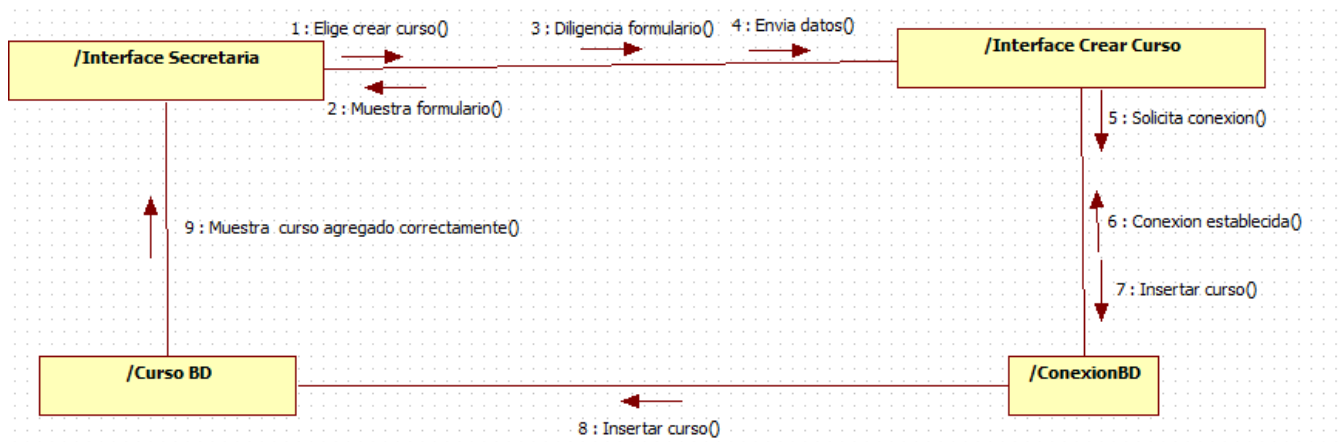 1 : Elige crear curso()
3 : Diligencia formulario()
4 : Envia datos()
/Interface Secretaria
/Interface Crear Curso
2 : Muestra formulario()
5 : Solicita conexion()
9 : Muestra curso agregado correctamente()
6 : Conexion establecida()
7 : Insertar curso()
/Curso BD
/ConexionBD
8 : Insertar curso()